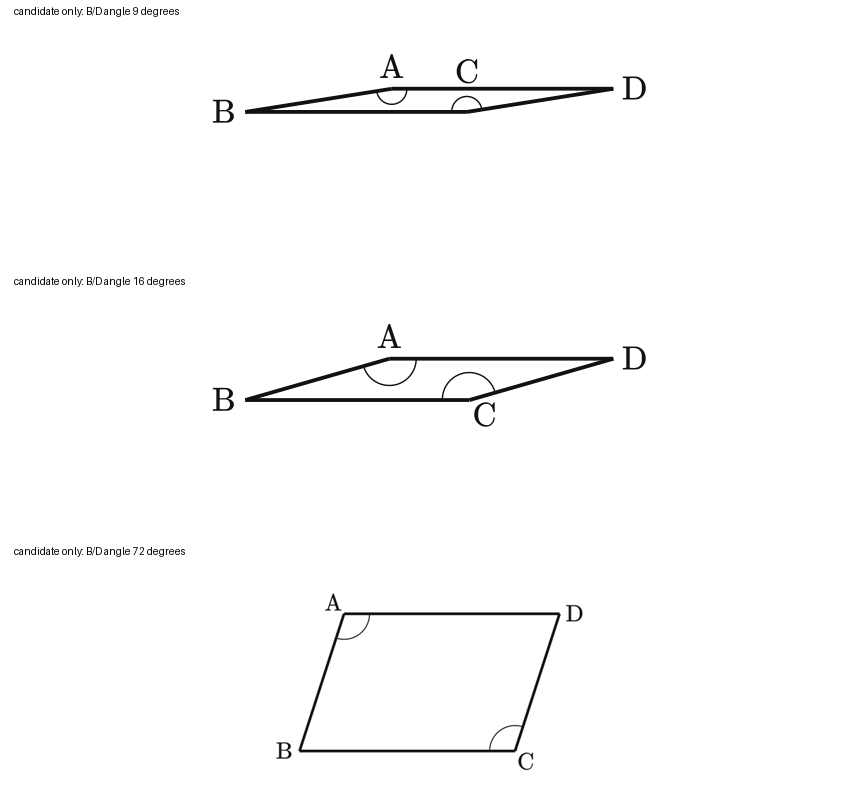 candidate only: B/D angle 9 degrees
A C
B D
candidate only: B/D angle 16 degrees
A
B D
C
candidate only: B/D angle 72 degrees
A D
B C